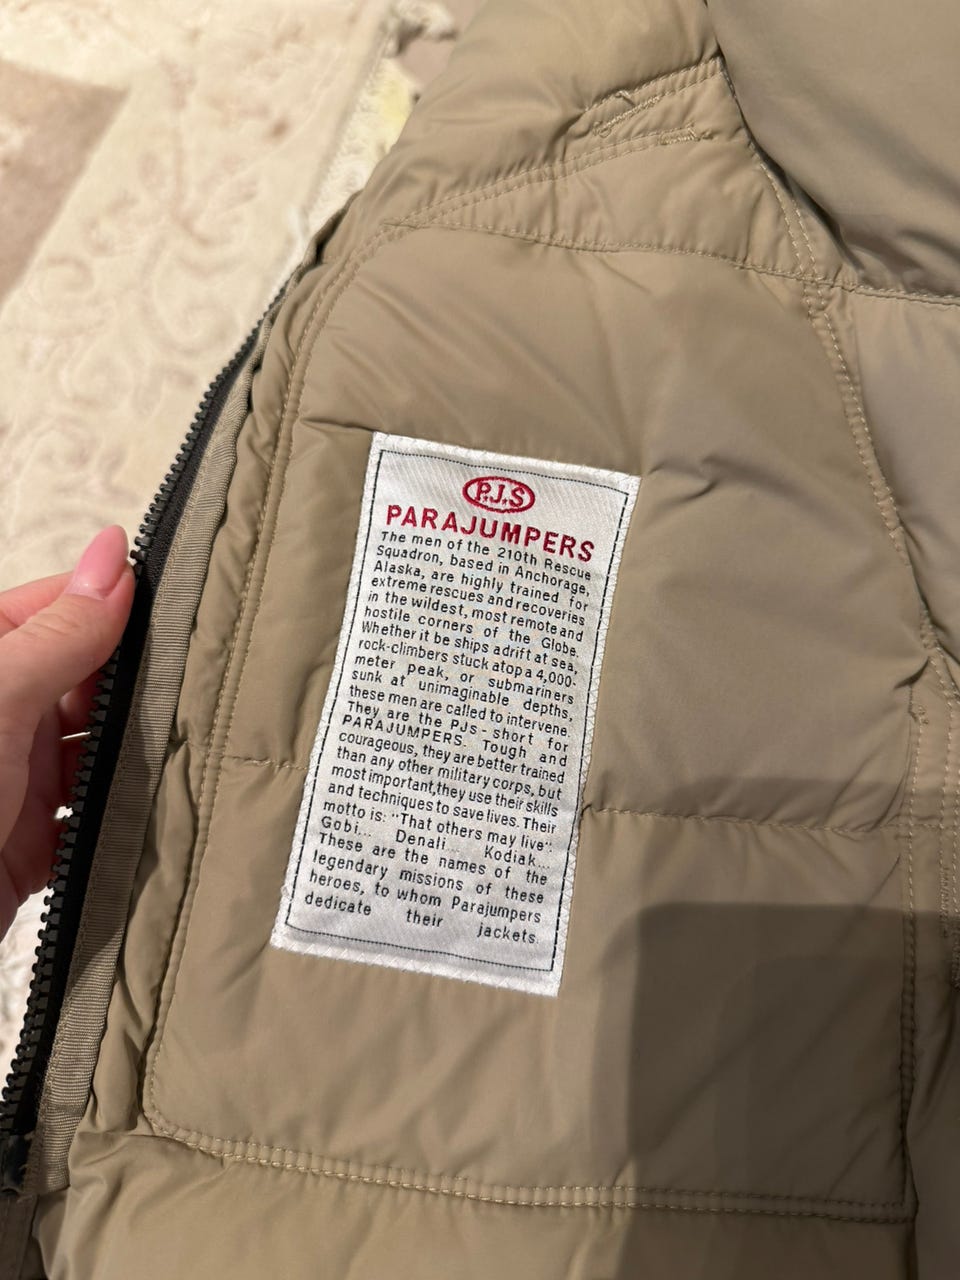 P.J.S
PARAJUMPERS
The men of the 210th Rescue
Squadron, based in Anchorage,
Alaska, are highly trained for
extreme rescues and recoveries
in the wildest, most remote and
hostile corners of the Globe.
Whether it be ships adrift at sea,
rock-climbers stuck atop a 4,000-
meter peak, or submariners
sunk at unimaginable depths,
these men are called to intervene.
They are the PJs - short for
PARAJUMPERS. Tough and
courageous, they are better trained
than any other military corps, but
most important,they use their skills
and techniques to save lives. Their
motto is: "That others may live":
Gobi... Denali... Kodiak...
These are the names of the
legendary missions of these
heroes, to whom Parajumpers
dedicate their jackets.